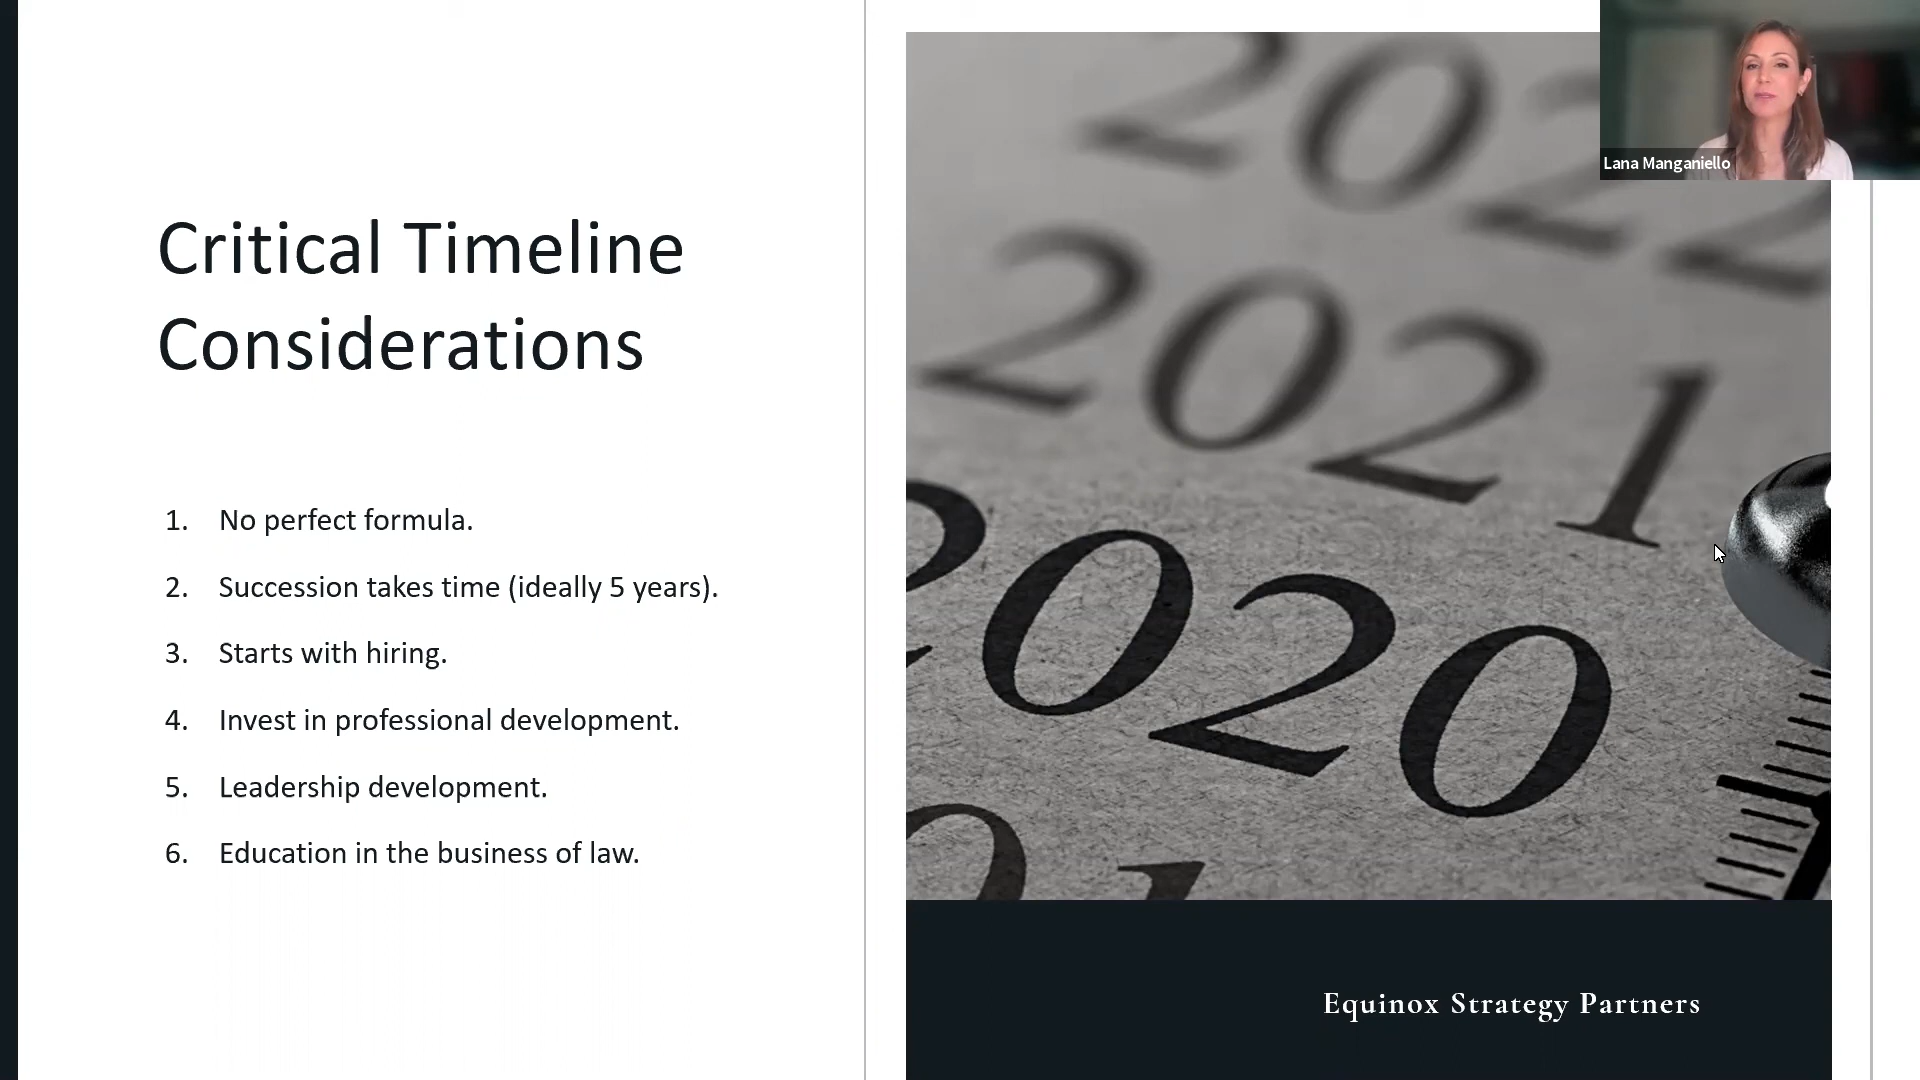 Critical Timeline
Considerations
1. No perfect formula.
2. Succession takes time (ideally 5 years).
3. Starts with hiring.
4. Invest in professional development.
5. Leadership development.
6. Education in the business of law.
2022
2021
2020
Lana Manganiello
Equinox Strategy Partners